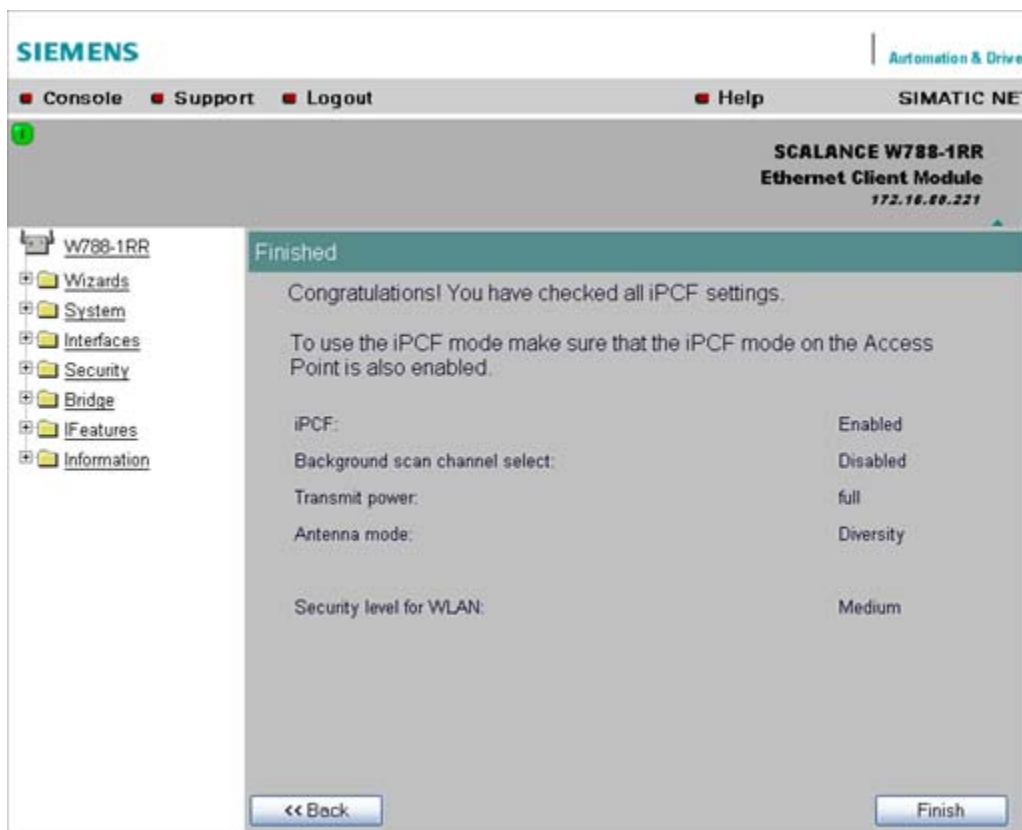 SIEMENS
Automation & Drive
Console Support Logout Help SIMATIC NE
SCALANCE W788-1RR
Ethernet Client Module
172.16.80.221
W788-1RR
Wizards
System
Interfaces
Security
Bridge
IFeatures
Information
Finished
Congratulations! You have checked all iPCF settings.
To use the iPCF mode make sure that the iPCF mode on the Access
Point is also enabled.
iPCF: Enabled
Background scan channel select: Disabled
Transmit power: full
Antenna mode: Diversity
Security level for WLAN: Medium
<< Back Finish